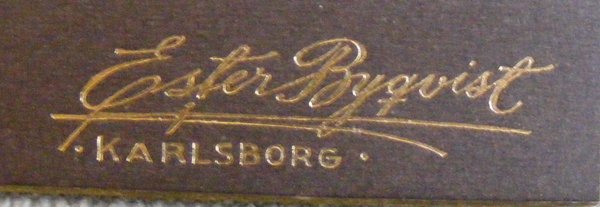 Ester Byqvist
· KARLSBORG ·